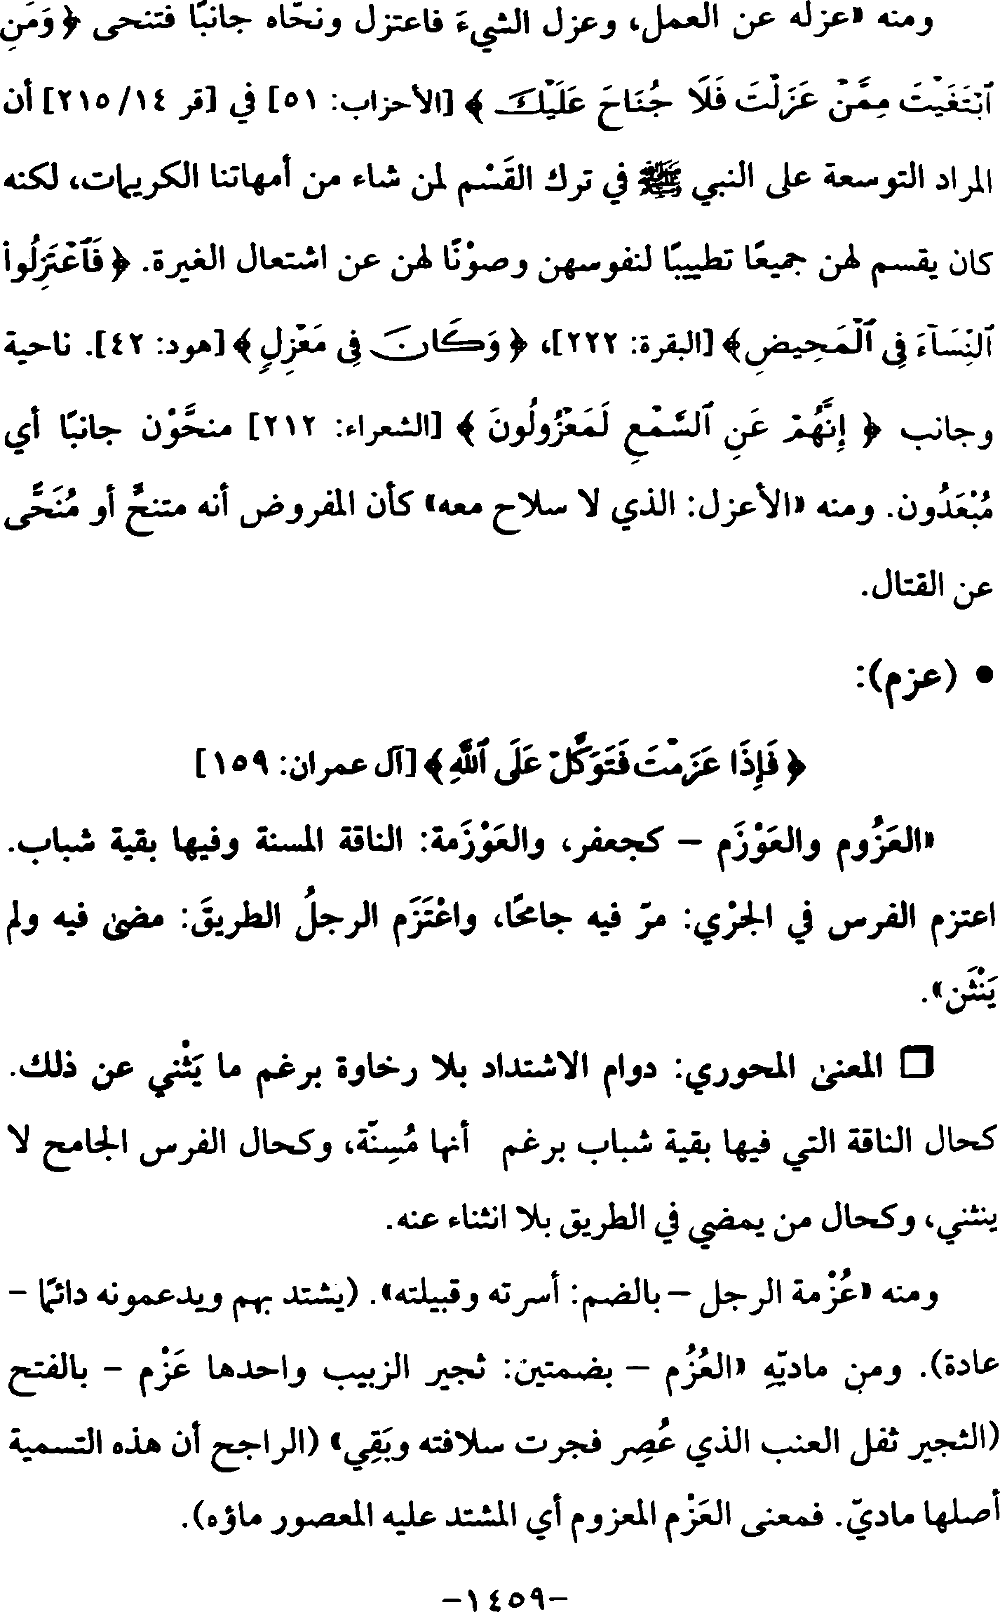 ومنه «عزله عن العمل، وعزل الشيءَ فاعتزل ونحّاه جانبًا فتنحى ﴿ وَمَنِ
ٱبْتَغَيْتَ مِمَّنْ عَزَلْتَ فَلَا جُنَاحَ عَلَيْكَ ﴾ [الأحزاب: ٥١] في [قر ١٤/ ٢١٥] أن
المراد التوسعة على النبي ﷺ في ترك القَسْم لمن شاء من أمهاتنا الكريمات، لكنه
كان يقسم لهن جميعًا تطييبًا لنفوسهن وصوْنًا لهن عن اشتعال الغيرة. ﴿ فَٱعْتَزِلُوا۟
ٱلنِّسَآءَ فِي ٱلْمَحِيضِ﴾ [البقرة: ٢٢٢]، ﴿ وَكَانَ فِي مَعْزِلٍ﴾ [هود: ٤٢]. ناحية
وجانب ﴿ إِنَّهُمْ عَنِ ٱلسَّمْعِ لَمَعْزُولُونَ ﴾ [الشعراء: ٢١٢] منحَّوْن جانبًا أي
مُبْعَدُون. ومنه «الأعزل: الذي لا سلاح معه» كأن المفروض أنه متنحٍّ أو مُنَحًّى
عن القتال.
• (عزم):
﴿ فَإِذَا عَزَمْتَ فَتَوَكَّلْ عَلَى ٱللَّهِ ﴾ [آل عمران: ١٥٩]
«العَزُوم والعَوْزَم – كجعفر، والعَوْزَمة: الناقة المسنة وفيها بقية شباب.
اعتزم الفرس في الجرْي: مرّ فيه جامحًا، واعْتَزَم الرجلُ الطريقَ: مضىٰ فيه ولم
يَنْثَن».
❒ المعنىٰ المحوري: دوام الاشتداد بلا رخاوة برغم ما يَثْني عن ذلك.
كحال الناقة التي فيها بقية شباب برغم أنها مُسِنّة، وكحال الفرس الجامح لا
ينثني، وكحال من يمضي في الطريق بلا انثناء عنه.
ومنه «عُزْمة الرجل – بالضم: أسرته وقبيلته». (يشتد بهم ويدعمونه دائمًا –
عادة). ومن ماديّهِ «العُزُم – بضمتين: ثجير الزبيب واحدها عَزْم – بالفتح
(الثجير ثفل العنب الذي عُصِر فجرت سلافته وبَقِي» (الراجح أن هذه التسمية
أصلها ماديّ. فمعنى العَزْم المعزوم أي المشتد عليه المعصور ماؤه).
-١٤٥٩-